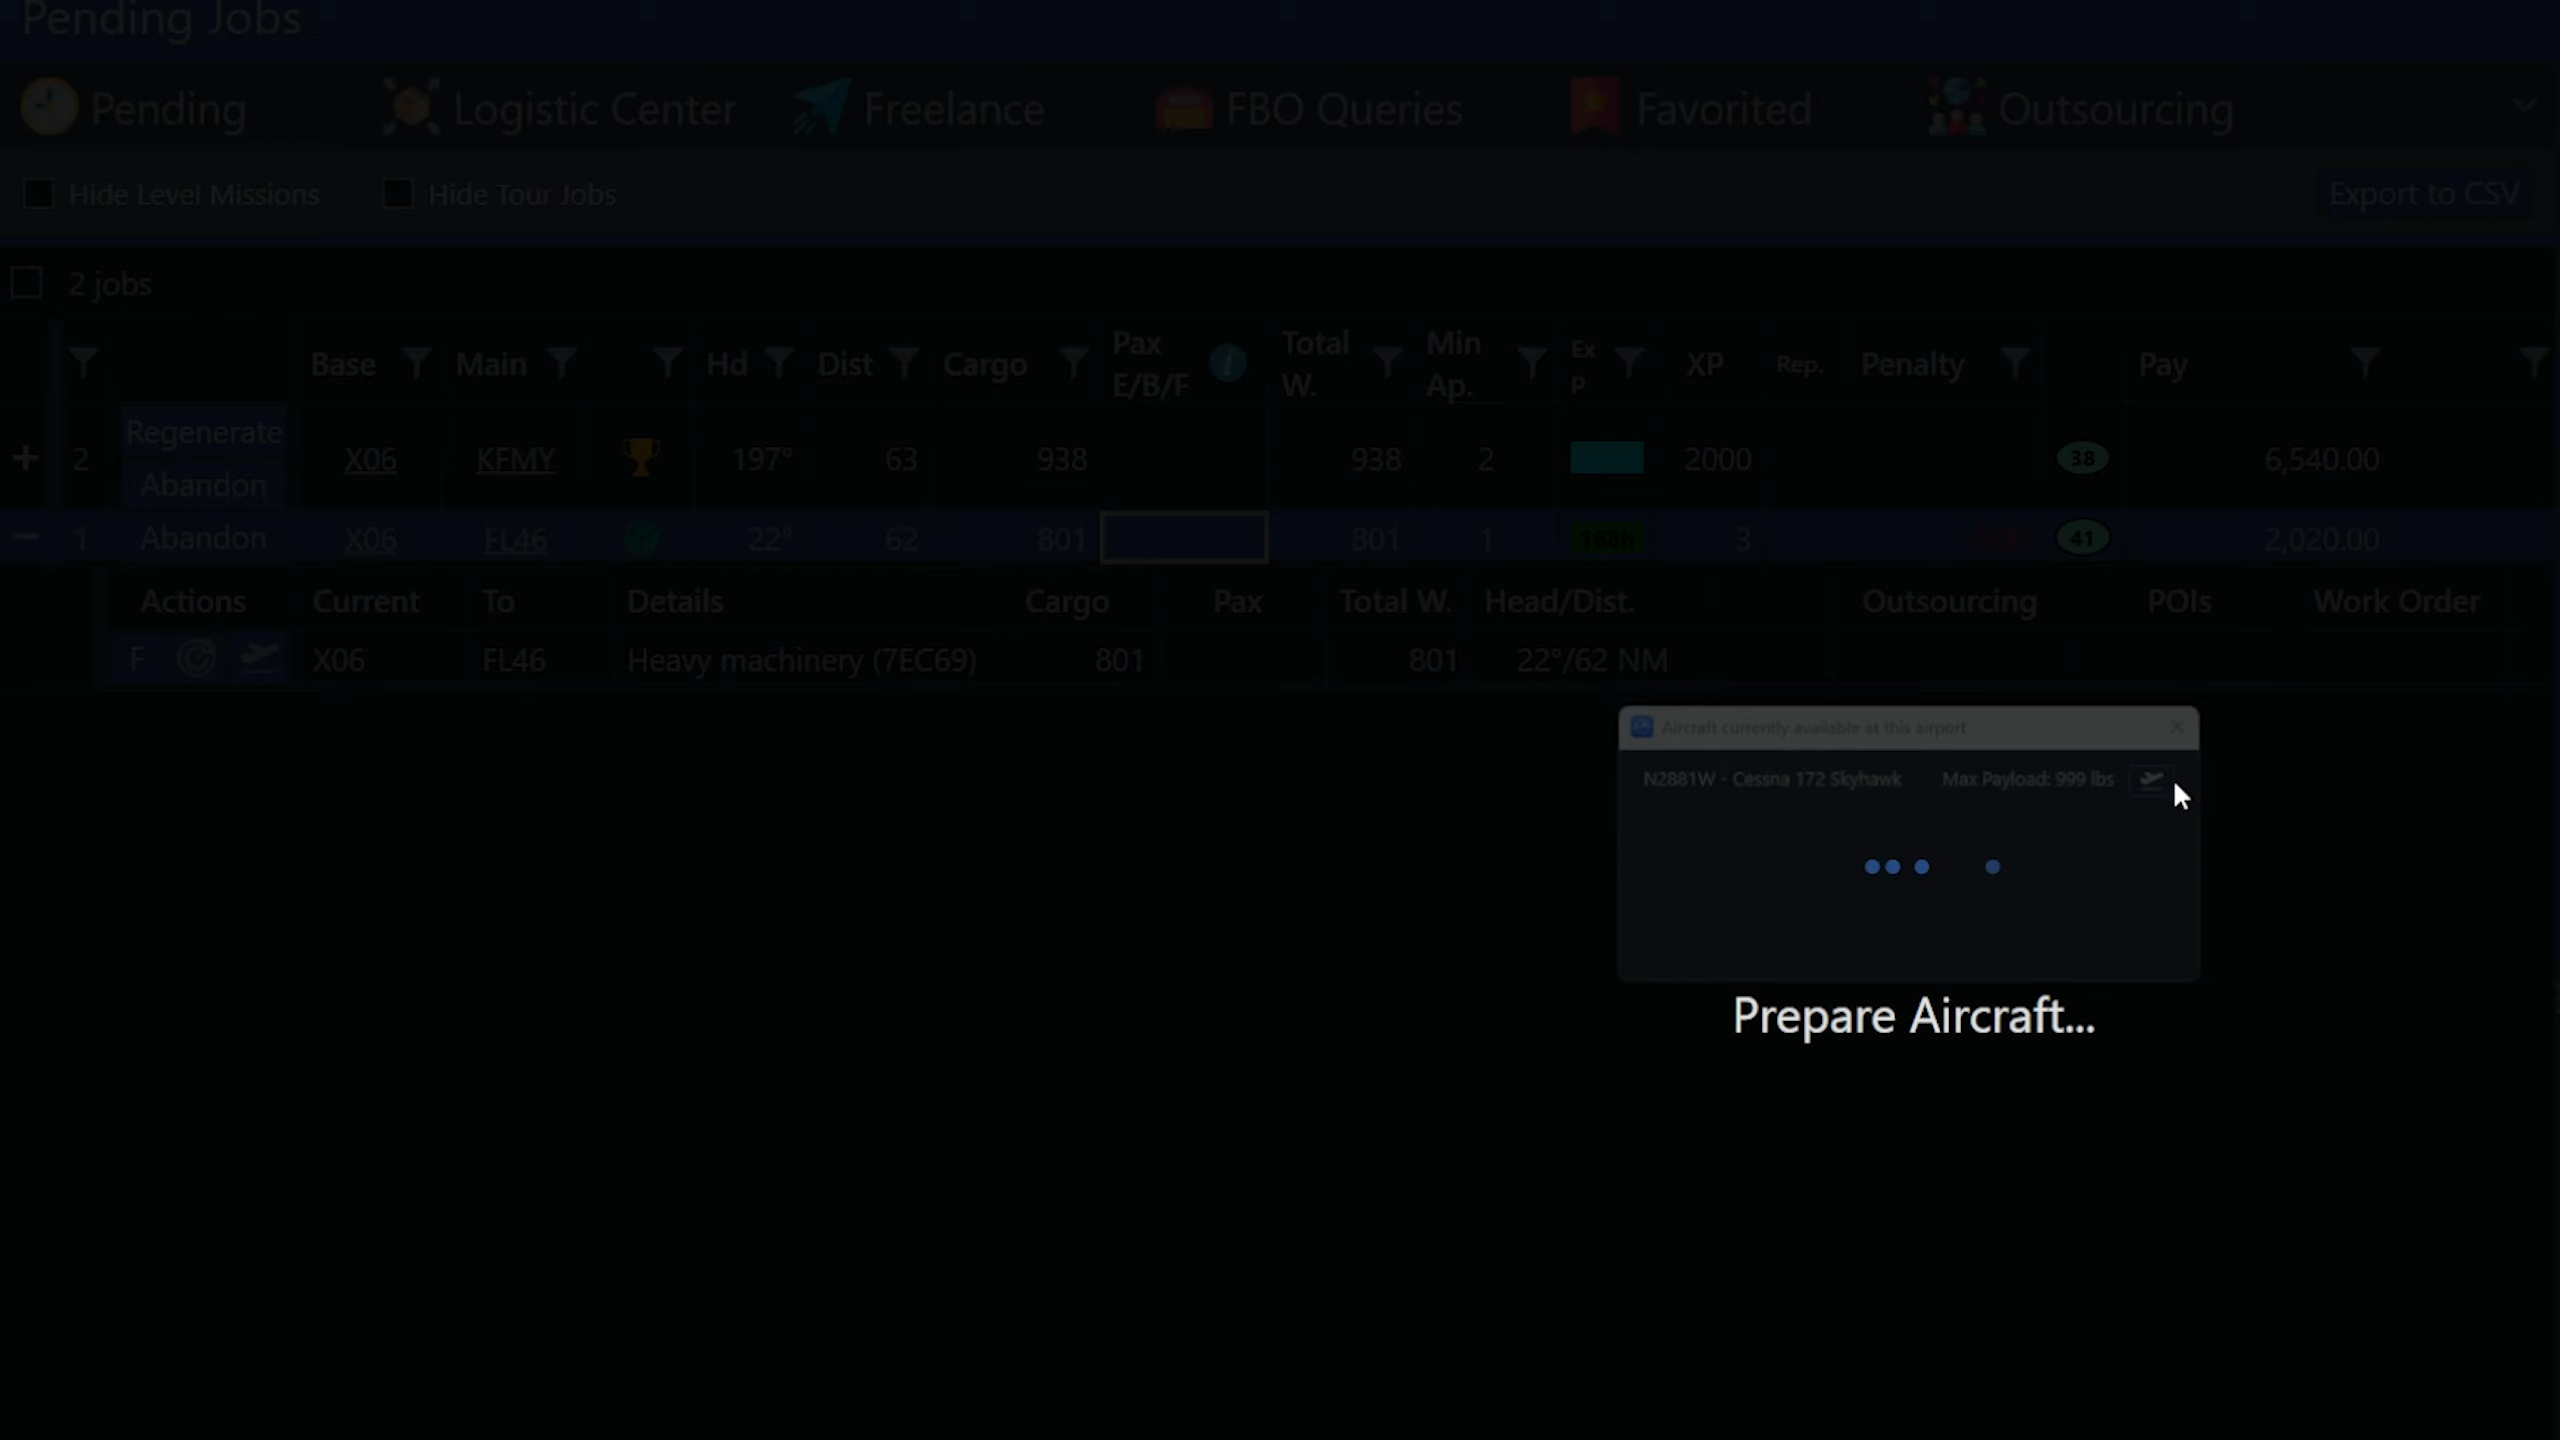 Pending Jobs
Pending Logistic Center Freelance FBO Queries Favorited Outsourcing
Hide Level Missions Hide Tour Jobs Export to CSV
2 jobs
Base Main Hd Dist Cargo Pax E/B/F Total W. Min Ap. Exp XP Rep. Penalty Pay
2 Regenerate Abandon X06 KFMY 197° 63 938 938 2 2000 38 6,540.00
1 Abandon X06 FL46 22° 62 801 801 1 168h 3 41 2,020.00
Actions Current To Details Cargo Pax Total W. Head/Dist. Outsourcing POIs Work Order
F X06 FL46 Heavy machinery (7EC69) 801 801 22°/62 NM
Aircraft currently available at this airport
N2881W - Cessna 172 Skyhawk Max Payload: 999 lbs
Prepare Aircraft...